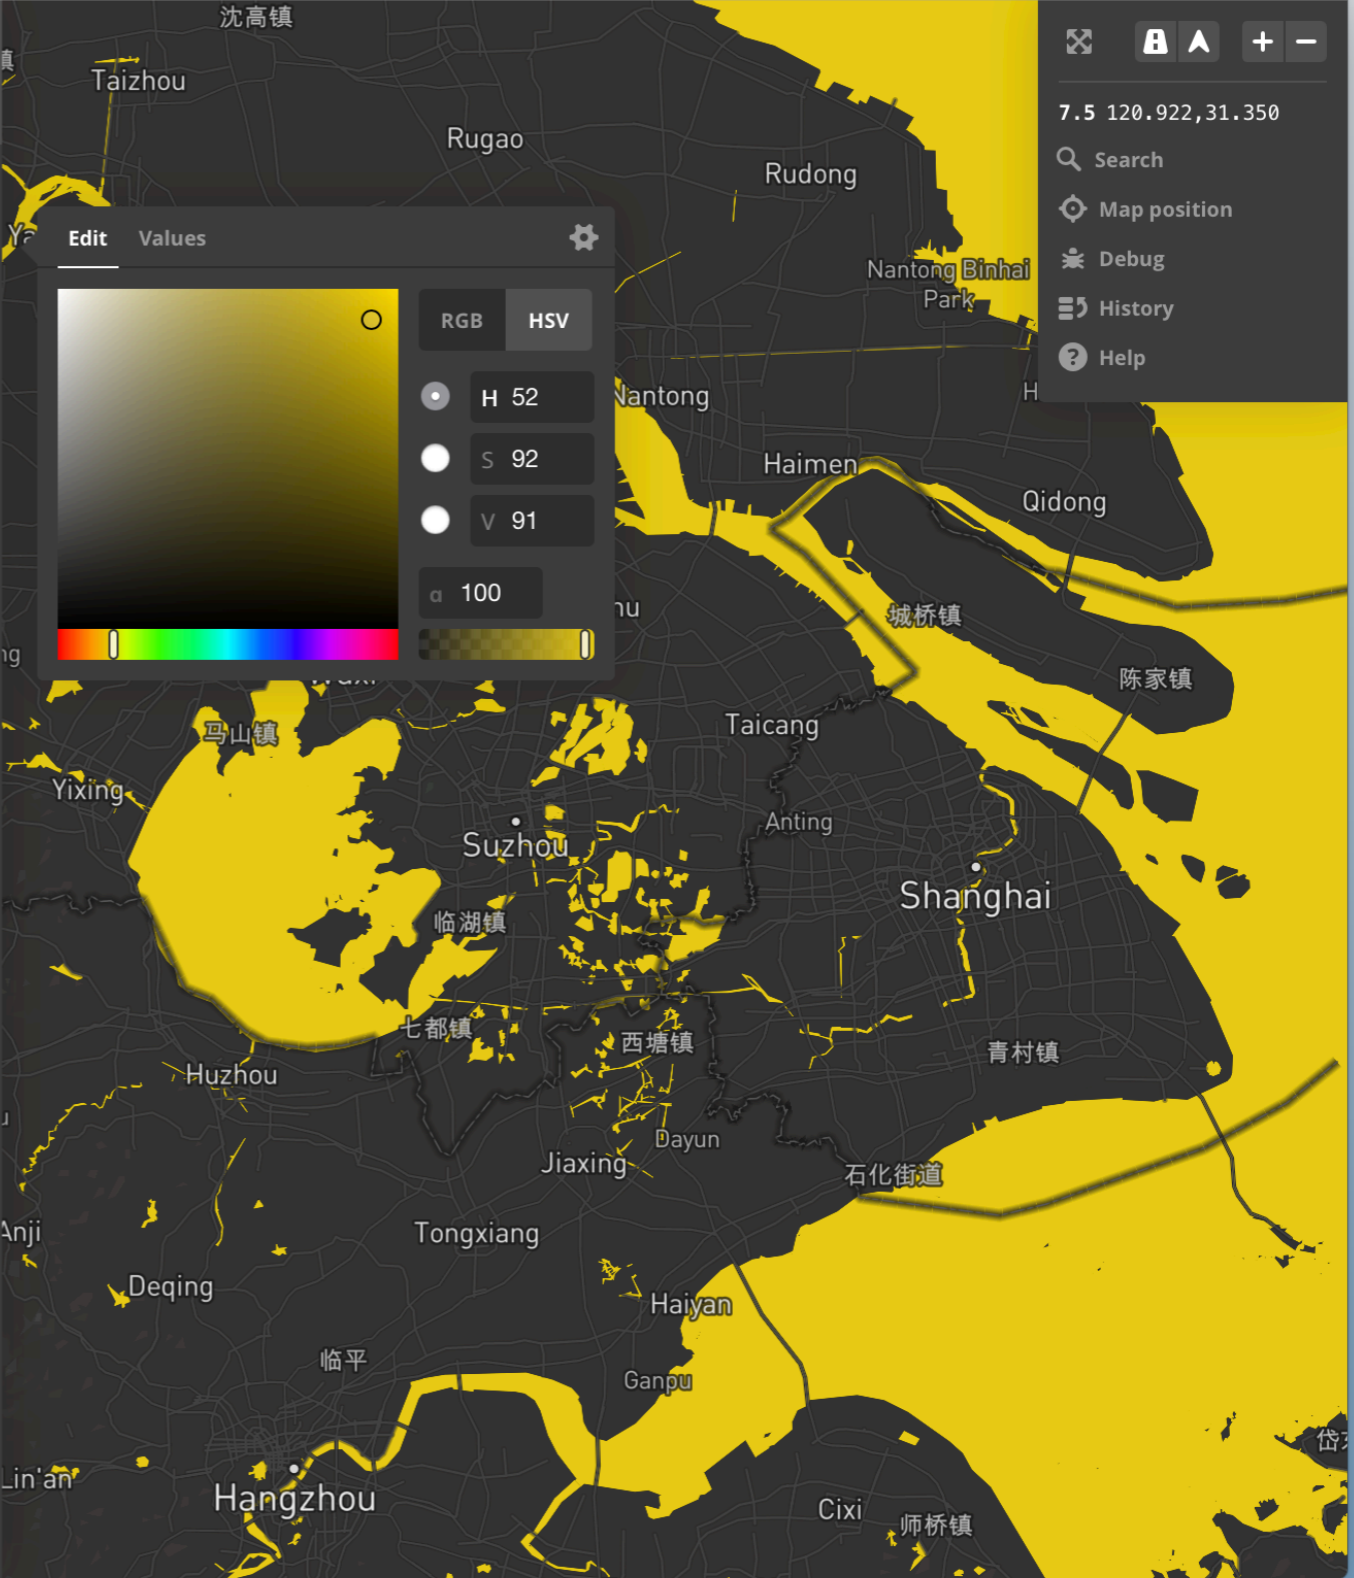 沈高镇
Taizhou
Rugao
Rudong
Nantong Binhai
Park
7.5 120.922,31.350
Search
Map position
Debug
History
Help
Edit Values
RGB HSV
H 52
S 92
V 91
α 100
Nantong
Haimen
Qidong
城桥镇
陈家镇
马山镇
Taicang
Yixing
Anting
Suzhou
Shanghai
临湖镇
七都镇
西塘镇
青村镇
Huzhou
Dayun
Jiaxing
石化街道
Anji
Tongxiang
Deqing
Haiyan
临平
Ganpu
Lin'an
Hangzhou
Cixi
师桥镇